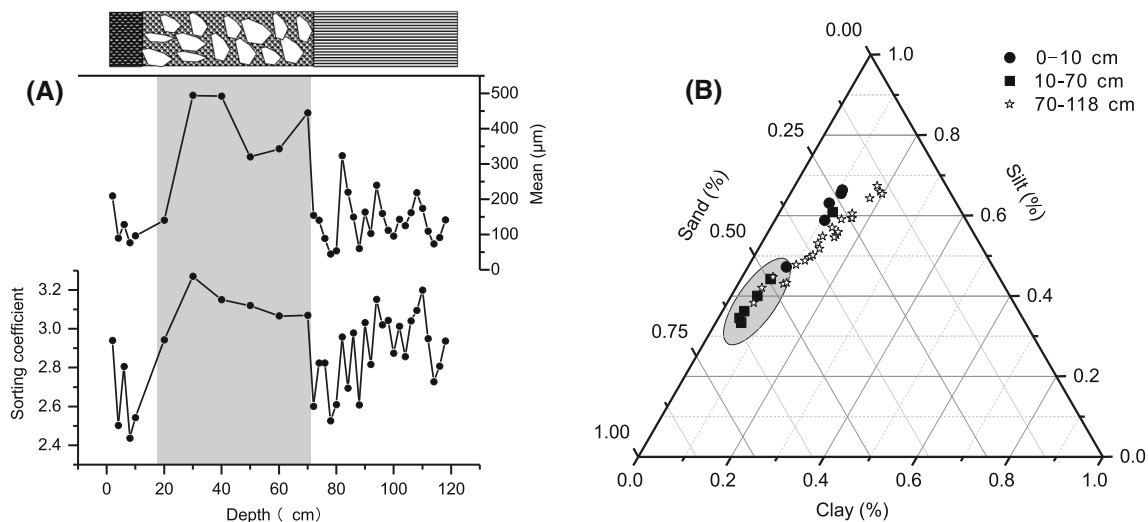 (A)
500
400
300
200
100
0
Mean (μm)
3.2
3.0
2.8
2.6
2.4
Sorting coefficient
0 20 40 60 80 100 120
Depth ( cm)
(B)
0-10 cm
10-70 cm
70-118 cm
0.00
0.25
0.50
0.75
1.00
Sand (%)
1.0
0.8
0.6
0.4
0.2
0.0
Silt (%)
0.0 0.2 0.4 0.6 0.8 1.0
Clay (%)